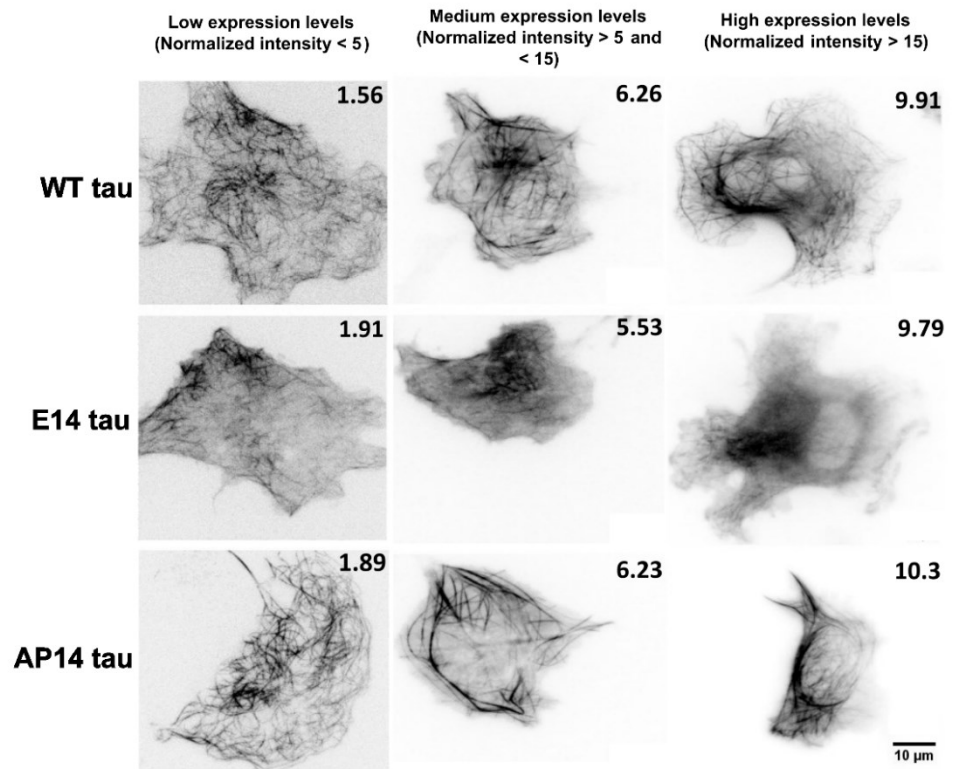 Low expression levels
(Normalized intensity < 5)
Medium expression levels
(Normalized intensity > 5 and
< 15)
High expression levels
(Normalized intensity > 15)
WT tau
1.56
6.26
9.91
E14 tau
1.91
5.53
9.79
AP14 tau
1.89
6.23
10.3
10 µm